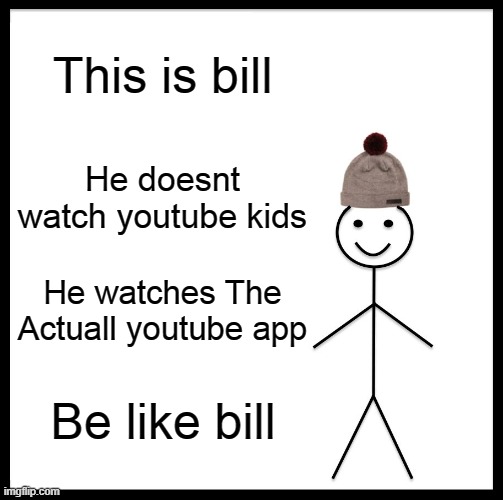 This is bill
He doesnt
watch youtube kids
He watches The
Actuall youtube app
Be like bill
imgflip.com